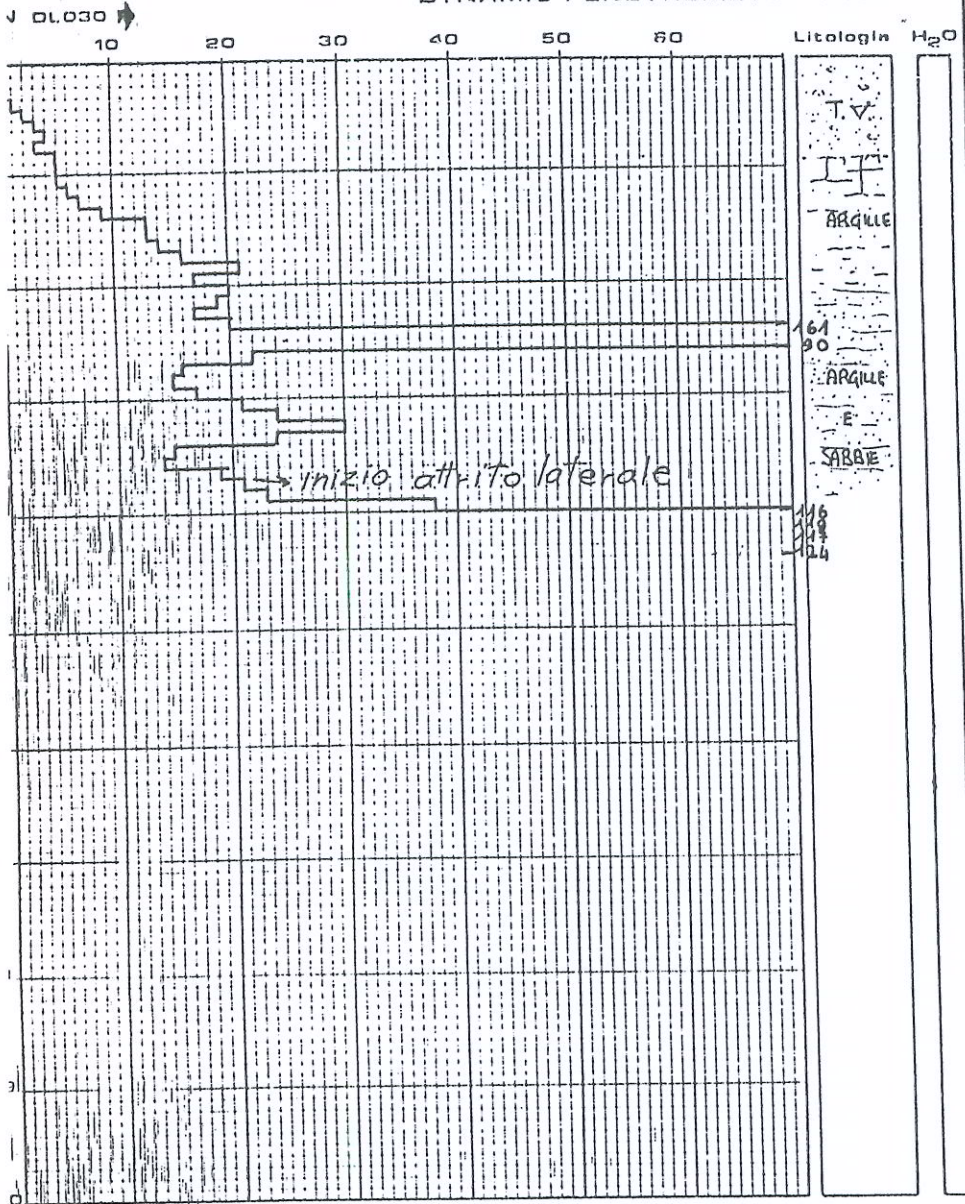 DL030
10 20 30 40 50 60 Litologia H₂O
T.V.
ARGILLE
161
90
ARGILLE
E
SABBIE
inizio attrito laterale
116
124